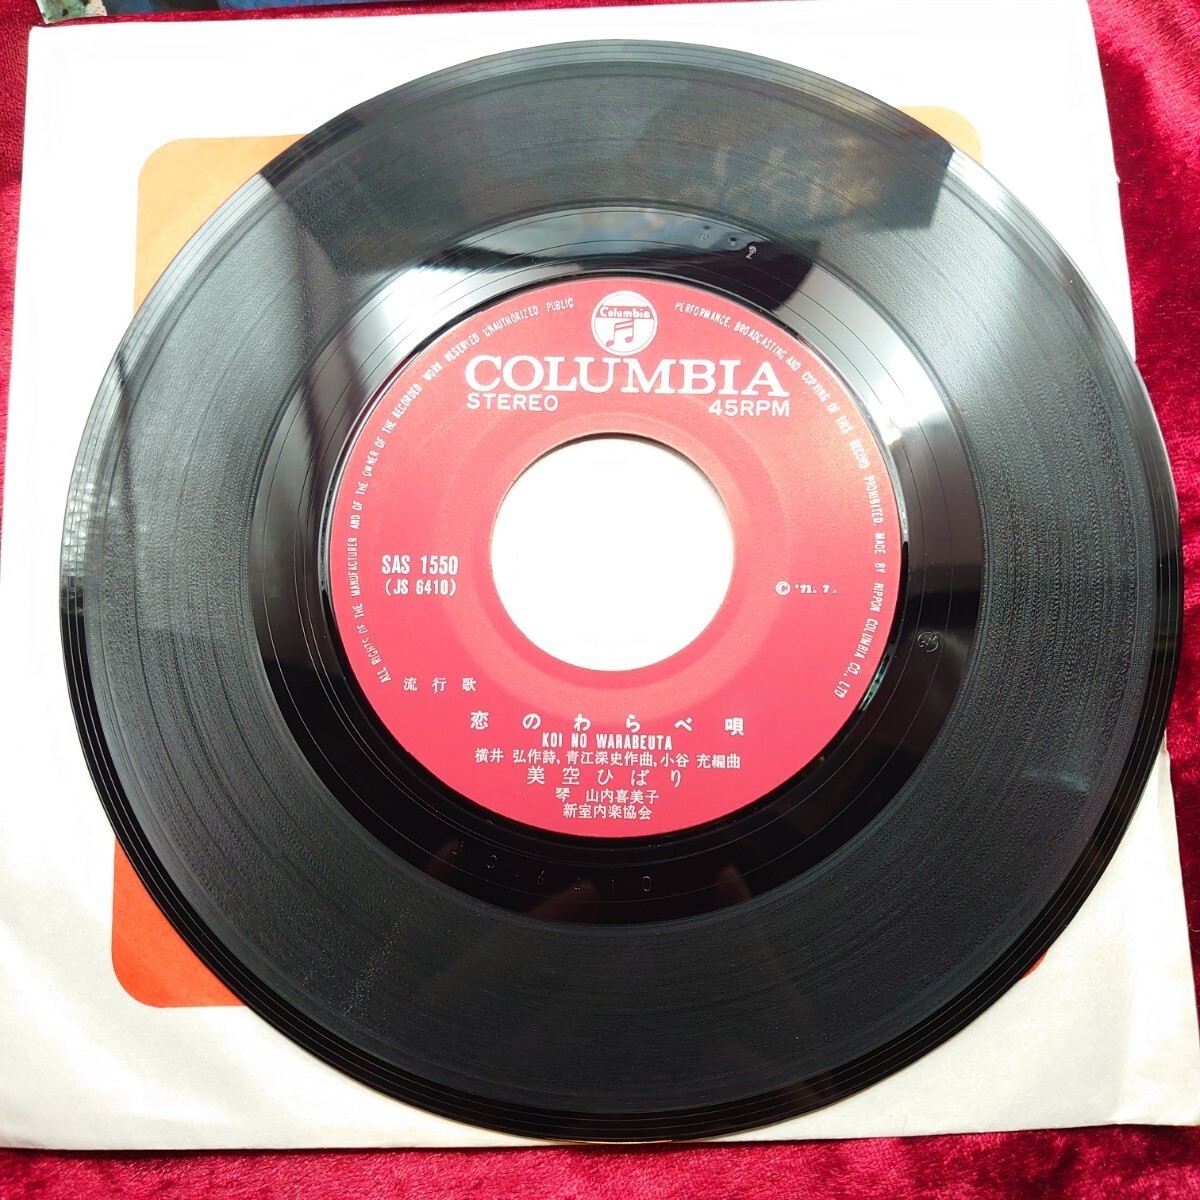 Columbia
COLUMBIA
STEREO 45RPM
ALL RIGHTS OF THE MANUFACTURER AND OF THE OWNER OF THE RECORDED WORK RESERVED UNAUTHORIZED PUBLIC PERFORMANCE, BROADCASTING AND COPYING OF THIS RECORD PROHIBITED. MADE BY NIPPON COLUMBIA CO., LTD
SAS 1550
(JS 6410)
© '71. 7.
流行歌
恋のわらべ唄
KOI NO WARABEUTA
横井 弘作詩, 青江深史作曲, 小谷 充編曲
美空ひばり
琴 山内喜美子
新室内楽協会